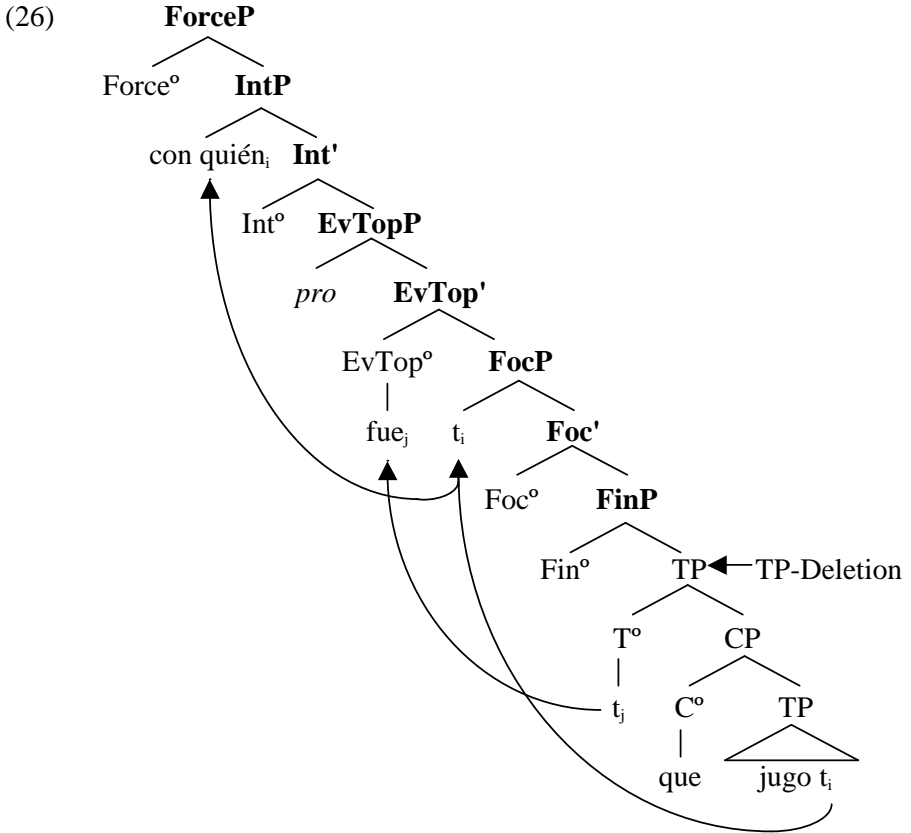 (26) ForceP
Forceº IntP
con quiénᵢ Int'
Intº EvTopP
pro EvTop'
EvTopº FocP
fueⱼ tᵢ Foc'
Focº FinP
Finº TP TP-Deletion
Tº CP
tⱼ Cº TP
que jugo tᵢ